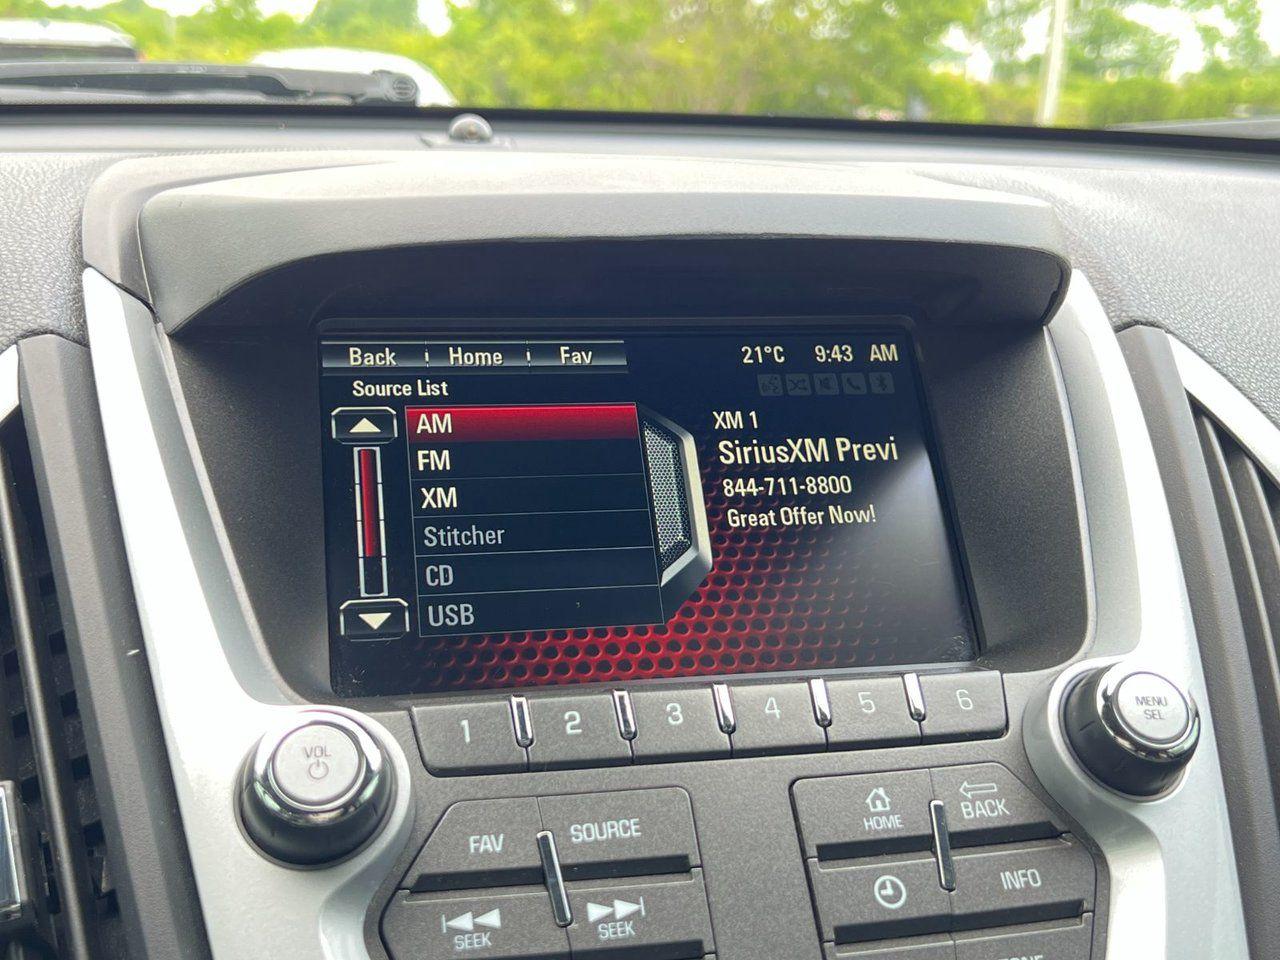 Back Home Fav
21°C 9:43 AM
Source List
AM
FM
XM
Stitcher
CD
USB
XM 1
SiriusXM Previ
844-711-8800
Great Offer Now!
1 2 3 4 5 6
VOL
MENU
SEL
FAV
SOURCE
SEEK
SEEK
HOME
BACK
INFO